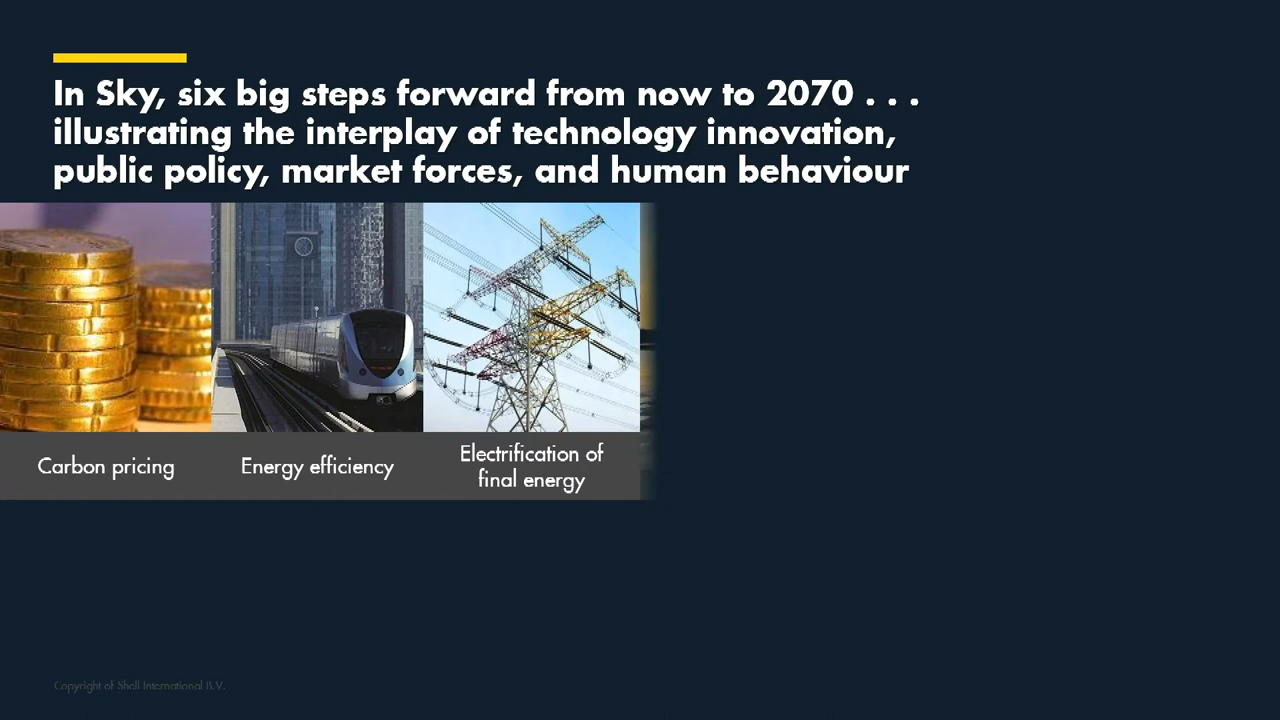 In Sky, six big steps forward from now to 2070 . . .
illustrating the interplay of technology innovation,
public policy, market forces, and human behaviour
Carbon pricing
Energy efficiency
Electrification of
final energy
Copyright of Shell International B.V.